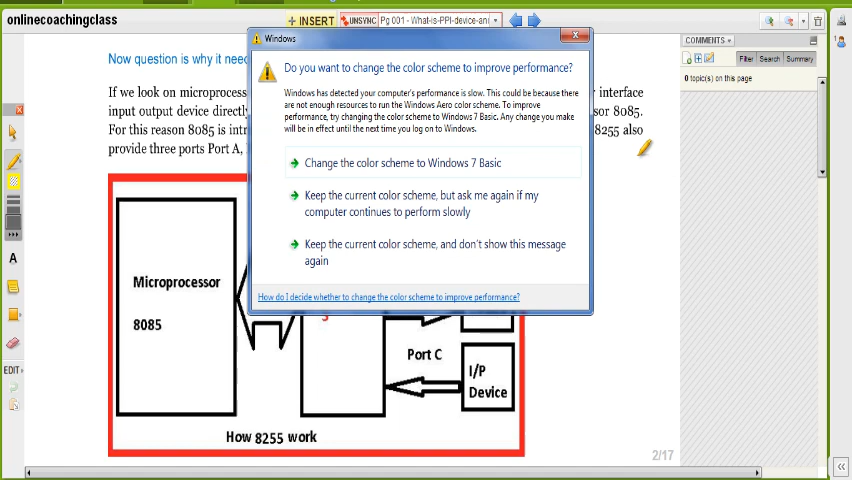 onlinecoachingclass
INSERT
UNSYNC
Pg 001 - What-is-PPI-device-an
COMMENTS
Filter Search Summary
0 topic(s) on this page
Now question is why it nee
If we look on microprocess
interface
input output device directly
sor 8085.
For this reason 8085 is intr
8255 also
provide three ports Port A,
Windows
Do you want to change the color scheme to improve performance?
Windows has detected your computer's performance is slow. This could be because there
are not enough resources to run the Windows Aero color scheme. To improve
performance, try changing the color scheme to Windows 7 Basic. Any change you make
will be in effect until the next time you log on to Windows.
Change the color scheme to Windows 7 Basic
Keep the current color scheme, but ask me again if my
computer continues to perform slowly
Keep the current color scheme, and don't show this message
again
How do I decide whether to change the color scheme to improve performance?
A
EDIT
Microprocessor
8085
Port C
I/P
Device
How 8255 work
2/17